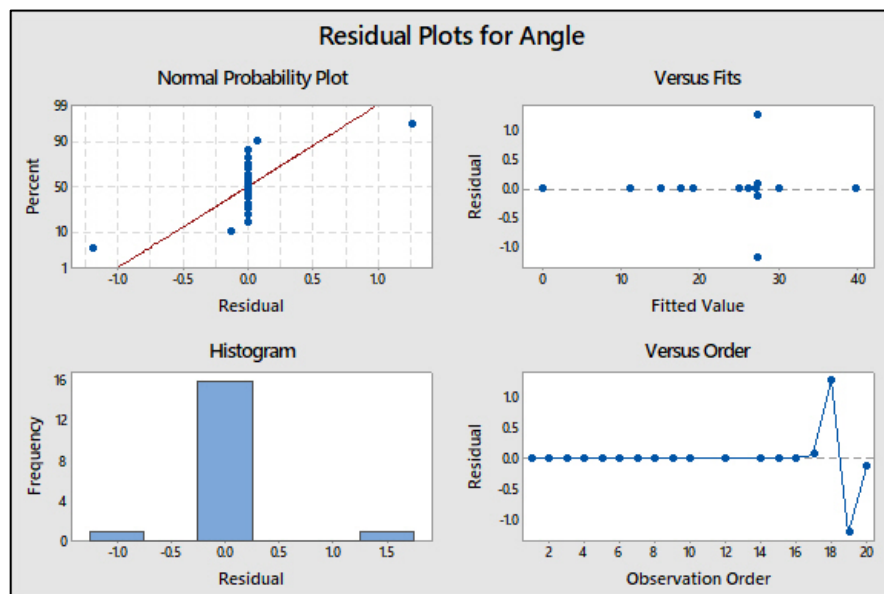 Residual Plots for Angle
Normal Probability Plot
99
90
50
10
1
Percent
-1.0 -0.5 0.0 0.5 1.0
Residual
Versus Fits
1.0
0.5
0.0
-0.5
-1.0
Residual
0 10 20 30 40
Fitted Value
Histogram
16
12
8
4
0
Frequency
-1.0 -0.5 0.0 0.5 1.0 1.5
Residual
Versus Order
1.0
0.5
0.0
-0.5
-1.0
Residual
2 4 6 8 10 12 14 16 18 20
Observation Order